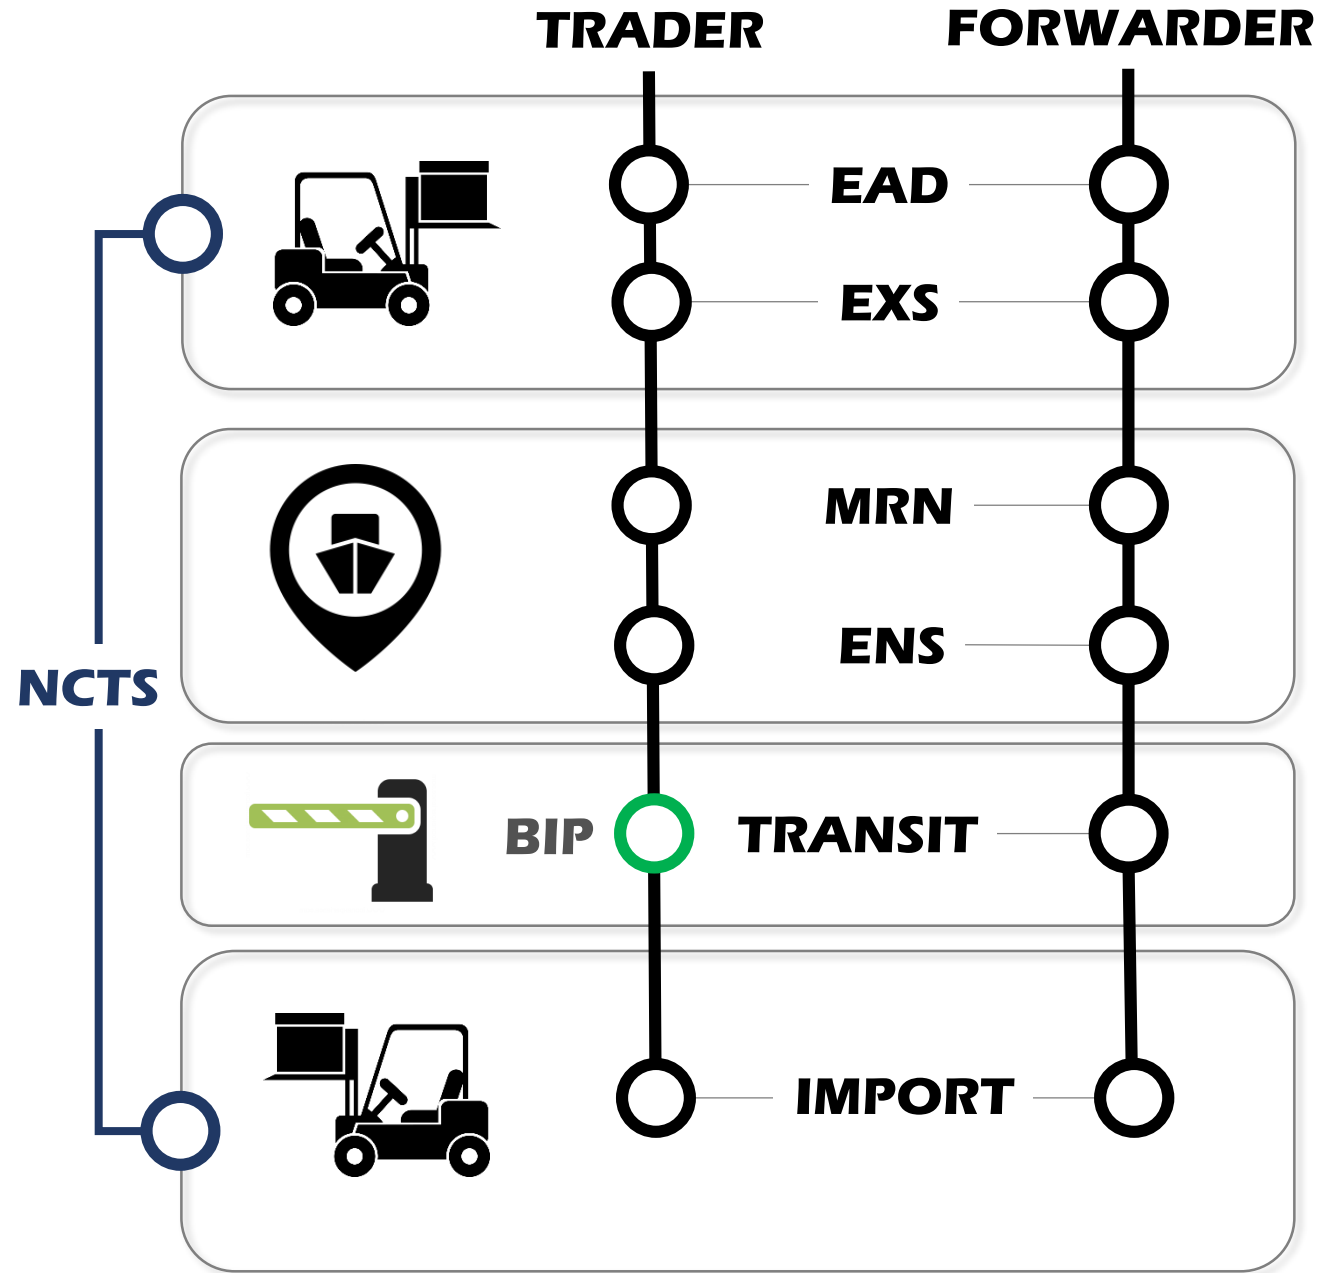 TRADER
FORWARDER
EAD
EXS
MRN
ENS
NCTS
BIP
TRANSIT
IMPORT